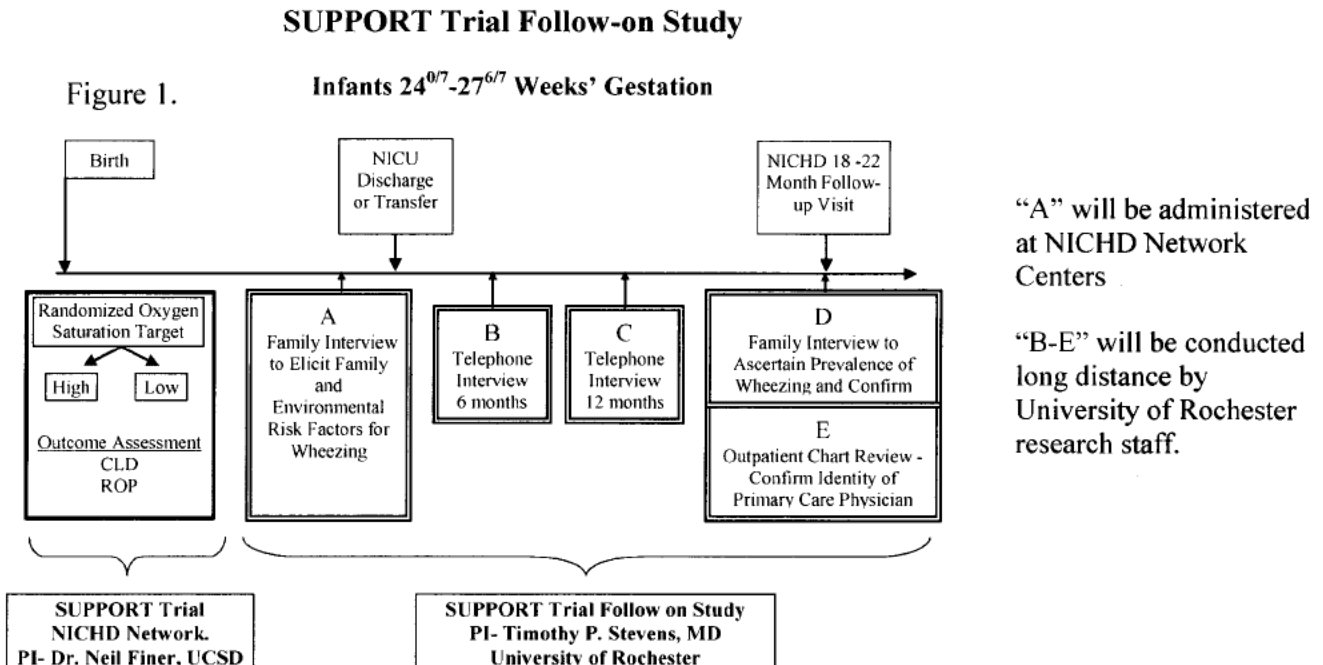 SUPPORT Trial Follow-on Study
Figure 1.
Infants 24^0/7-27^6/7 Weeks' Gestation
Birth
NICU
Discharge
or Transfer
NICHD 18 -22
Month Follow-
up Visit
Randomized Oxygen
Saturation Target
High
Low
Outcome Assessment
CLD
ROP
A
Family Interview
to Elicit Family
and
Environmental
Risk Factors for
Wheezing
B
Telephone
Interview
6 months
C
Telephone
Interview
12 months
D
Family Interview to
Ascertain Prevalence of
Wheezing and Confirm
E
Outpatient Chart Review -
Confirm Identity of
Primary Care Physician
"A" will be administered
at NICHD Network
Centers
"B-E" will be conducted
long distance by
University of Rochester
research staff.
SUPPORT Trial
NICHD Network.
PI- Dr. Neil Finer, UCSD
SUPPORT Trial Follow on Study
PI- Timothy P. Stevens, MD
University of Rochester